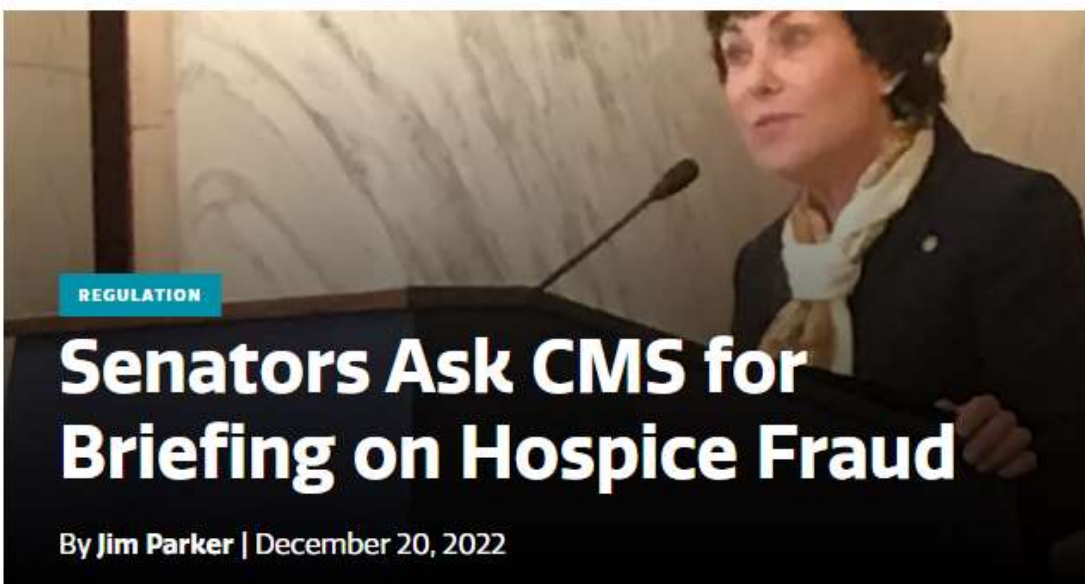 REGULATION
Senators Ask CMS for
Briefing on Hospice Fraud
By Jim Parker | December 20, 2022